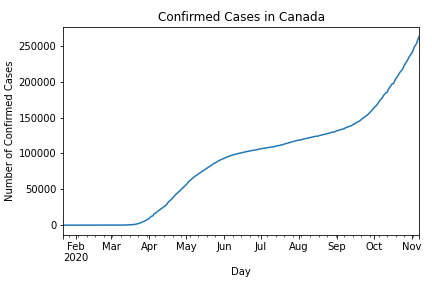 Confirmed Cases in Canada
Number of Confirmed Cases
250000
200000
150000
100000
50000
0
Feb Mar Apr May Jun Jul Aug Sep Oct Nov
2020
Day